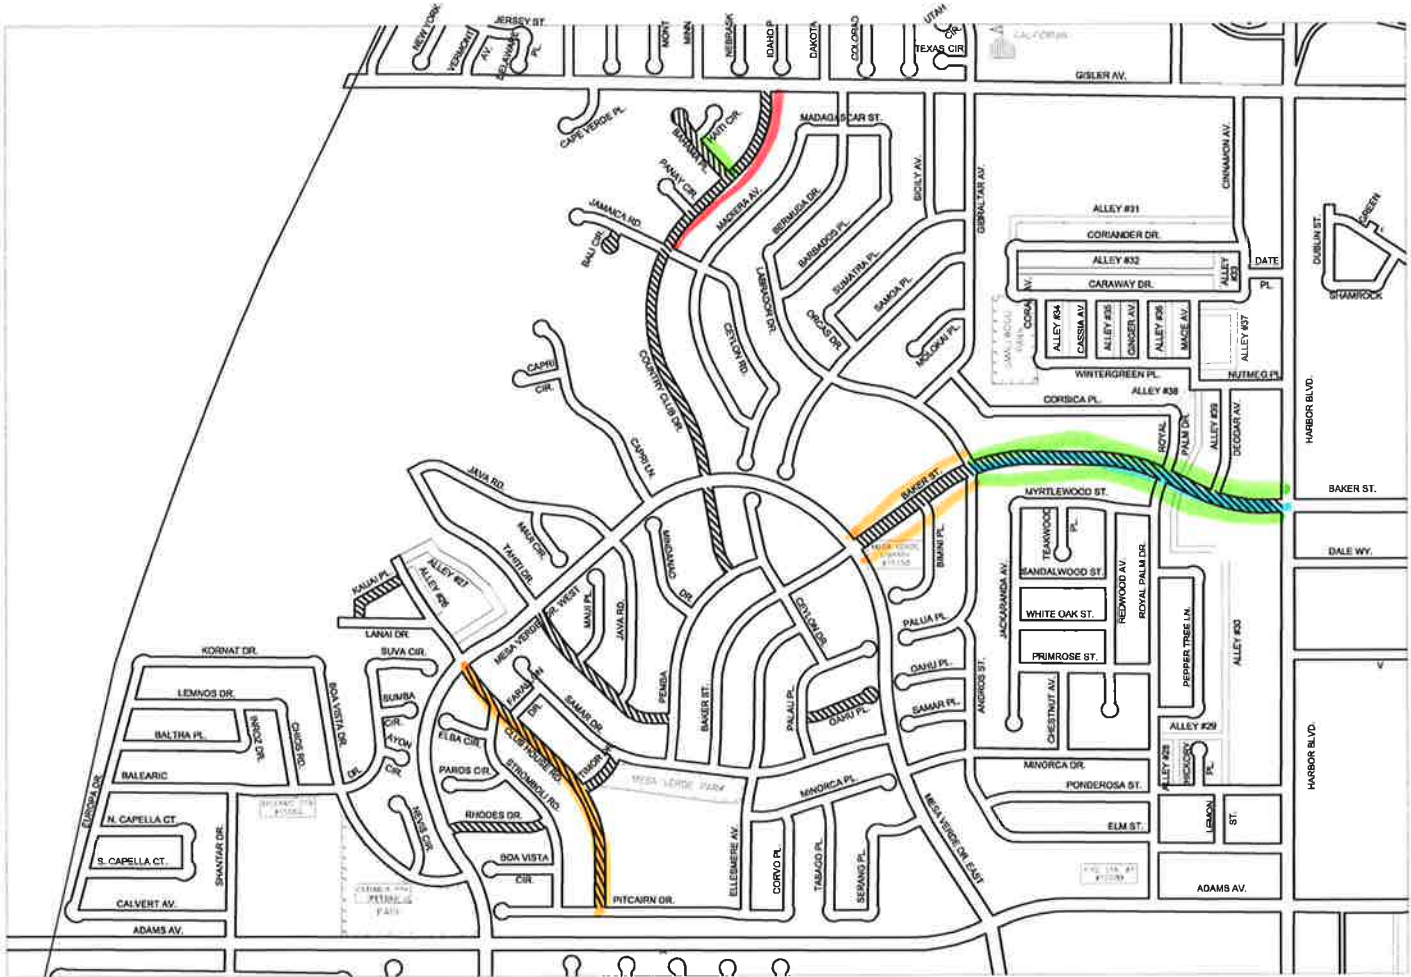 NEW YORK
JERSEY ST.
VERMONT
AV.
DELAWARE
PL.
MONT
MINN
NEBRASK
IDAHO P
DAKOTA
COLORAD
UTAH
CIR.
TEXAS CIR
GISLER AV.
CAPE VERDE PL.
HAITI CIR.
BAHAMA PL.
PANAY CIR.
JAMAICA RD.
BALI CIR.
MADAGASCAR ST.
MADIERA AV.
BERMUDA DR.
BARBADOS PL.
SUMATRA PL.
SAMOA PL.
SICILY AV.
GIBRALTAR AV.
CINNAMON AV.
ALLEY #31
CORIANDER DR.
ALLEY #32
ALLEY
#33
DATE
PL.
CARAWAY DR.
DUBLIN ST.
GREEN
SHAMROCK
LABRADOR DR.
ORCAS DR.
MOLOKAI PL.
CEYLON RD.
COUNTRY CLUB DR.
CORAL AV.
ALLEY #34
CASSIA AV.
ALLEY #35
GINGER AV.
ALLEY #36
MACE AV.
ALLEY #37
WINTERGREEN PL.
NUTMEG PL.
ALLEY #38
CORSICA PL.
ROYAL
PALM DR.
ALLEY #39
DEODAR AV.
HARBOR BLVD.
CAPRI
CIR.
CAPRI LN.
JAVA RD.
MAUI CIR.
TAHITI DR.
BAKER ST.
BAKER ST.
MYRTLEWOOD ST.
TEAKWOOD
PL.
SANDALWOOD ST.
WHITE OAK ST.
PRIMROSE ST.
JACKARANDA AV.
REDWOOD AV.
ROYAL PALM DR.
PEPPER TREE LN.
ALLEY #30
DALE WY.
MESA VERDE
LIBRARY
BIMINI PL.
MINDANAO
DR.
KAUAI PL.
ALLEY #27
ALLEY #26
LANAI DR.
MESA VERDE DR. WEST
MAUI PL.
JAVA RD.
CEYLON DR.
PALUA PL.
OAHU PL.
SAMAR PL.
ANDROS ST.
CHESTNUT AV.
KORNAT DR.
SUVA CIR.
LEMNOS DR.
SUMBA
CIR.
BOA VISTA DR.
BALTRA PL.
INROZ DR.
CHIOS RD.
AYON
CIR.
BALEARIC
DR.
EUROPA DR.
FARALLON
DR.
SAMAR DR.
ELBA CIR.
CLUB HOUSE RD.
PEMBA
BAKER ST.
PALAU PL.
OAHU PL.
PAROS CIR.
STROMBOLI RD.
TIMOR
MESA VERDE PARK
MINORCA PL.
MINORCA DR.
PONDEROSA ST.
ALLEY #29
ALLEY #28
HICKORY
PL.
LEMON
ST.
ELM ST.
HARBOR BLVD.
N. CAPELLA CT.
S. CAPELLA CT.
SHANTAR DR.
NEVIS CIR.
RHODES DR.
BOA VISTA
CIR.
ELLESMERE AV.
CORVO PL.
TABAGO PL.
SERANG PL.
MESA VERDE DR. EAST
CALVERT AV.
PARK
PITCAIRN DR.
ADAMS AV.
ADAMS AV.